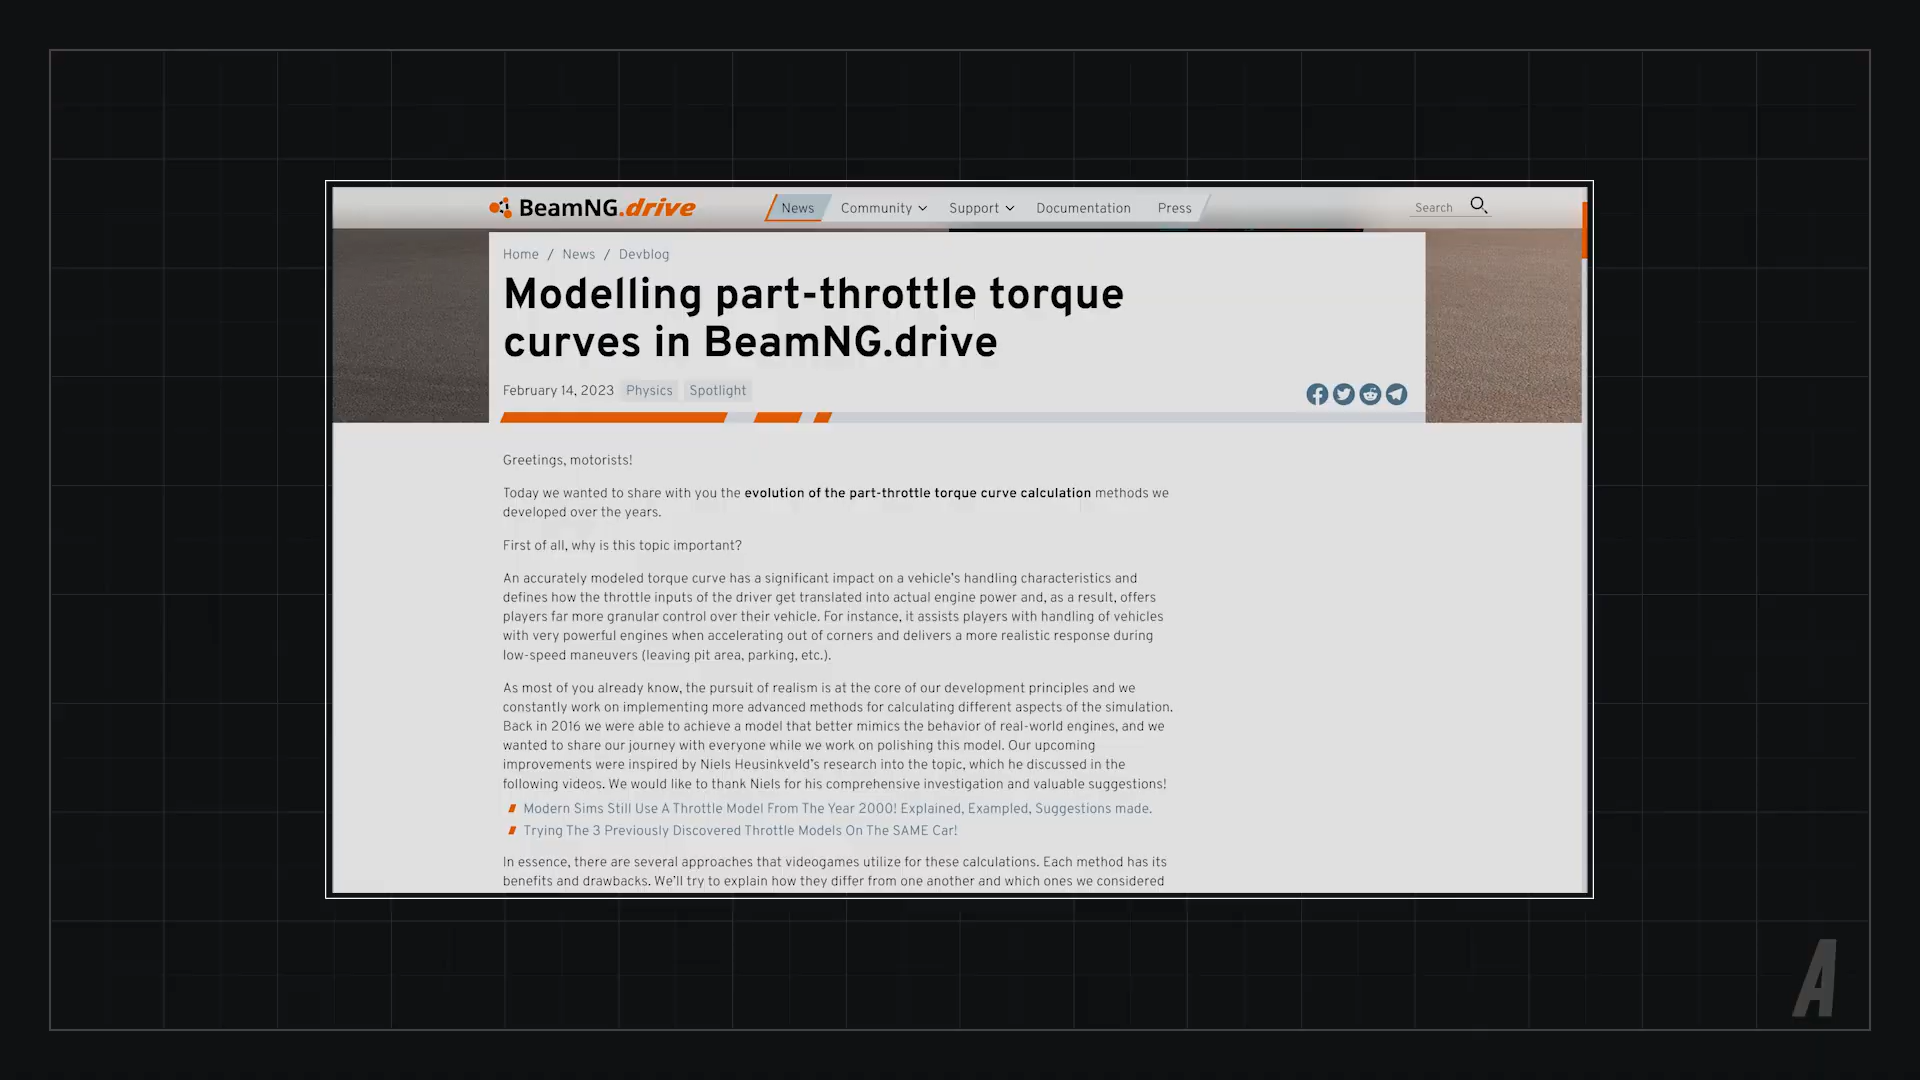 BeamNG.drive
News Community Support Documentation Press Search
Home / News / Devblog
Modelling part-throttle torque
curves in BeamNG.drive
February 14, 2023 Physics Spotlight
Greetings, motorists!
Today we wanted to share with you the evolution of the part-throttle torque curve calculation methods we
developed over the years.
First of all, why is this topic important?
An accurately modeled torque curve has a significant impact on a vehicle's handling characteristics and
defines how the throttle inputs of the driver get translated into actual engine power and, as a result, offers
players far more granular control over their vehicle. For instance, it assists players with handling of vehicles
with very powerful engines when accelerating out of corners and delivers a more realistic response during
low-speed maneuvers (leaving pit area, parking, etc.).
As most of you already know, the pursuit of realism is at the core of our development principles and we
constantly work on implementing more advanced methods for calculating different aspects of the simulation.
Back in 2016 we were able to achieve a model that better mimics the behavior of real-world engines, and we
wanted to share our journey with everyone while we work on polishing this model. Our upcoming
improvements were inspired by Niels Heusinkveld's research into the topic, which he discussed in the
following videos. We would like to thank Niels for his comprehensive investigation and valuable suggestions!
Modern Sims Still Use A Throttle Model From The Year 2000! Explained, Exampled, Suggestions made.
Trying The 3 Previously Discovered Throttle Models On The SAME Car!
In essence, there are several approaches that videogames utilize for these calculations. Each method has its
benefits and drawbacks. We'll try to explain how they differ from one another and which ones we considered
A